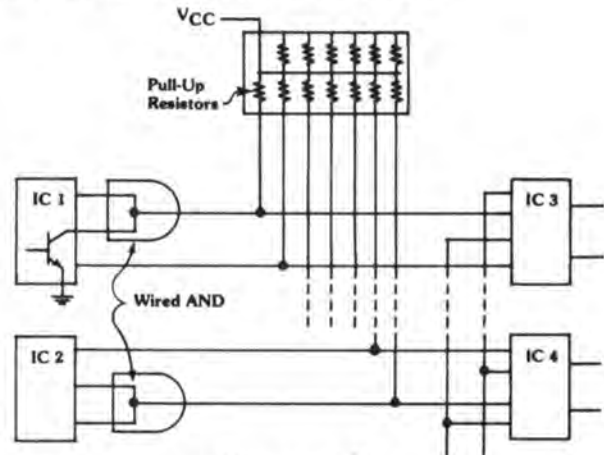 VCC
Pull-Up
Resistors
IC 1
IC 3
Wired AND
IC 2
IC 4